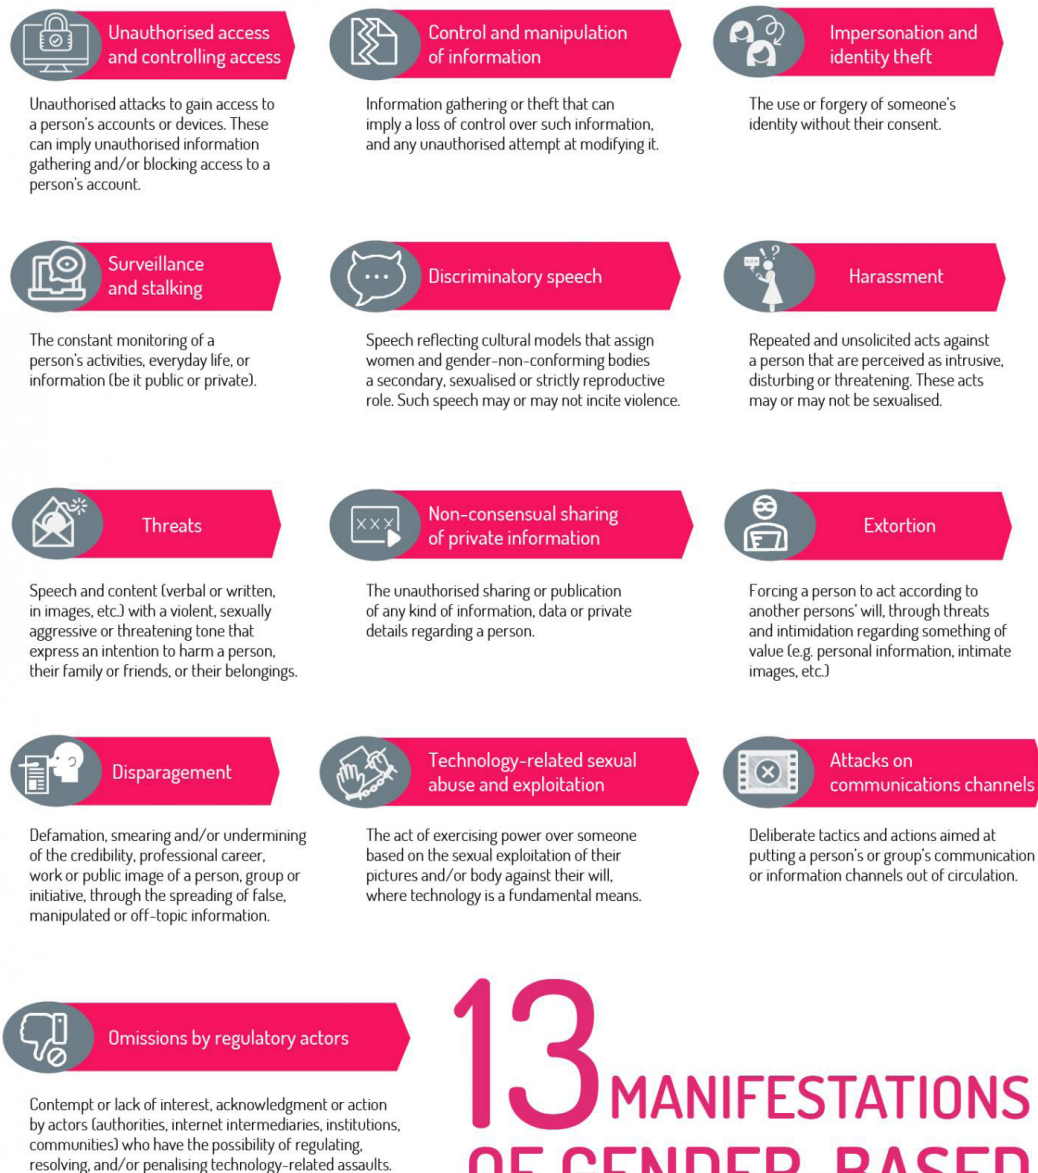 Unauthorised access
and controlling access
Unauthorised attacks to gain access to
a person's accounts or devices. These
can imply unauthorised information
gathering and/or blocking access to a
person's account.
Control and manipulation
of information
Information gathering or theft that can
imply a loss of control over such information,
and any unauthorised attempt at modifying it.
Impersonation and
identity theft
The use or forgery of someone's
identity without their consent.
Surveillance
and stalking
The constant monitoring of a
person's activities, everyday life, or
information (be it public or private).
Discriminatory speech
Speech reflecting cultural models that assign
women and gender-non-conforming bodies
a secondary, sexualised or strictly reproductive
role. Such speech may or may not incite violence.
!?
Harassment
Repeated and unsolicited acts against
a person that are perceived as intrusive,
disturbing or threatening. These acts
may or may not be sexualised.
Threats
Speech and content (verbal or written,
in images, etc.) with a violent, sexually
aggressive or threatening tone that
express an intention to harm a person,
their family or friends, or their belongings.
XXX
Non-consensual sharing
of private information
The unauthorised sharing or publication
of any kind of information, data or private
details regarding a person.
Extortion
Forcing a person to act according to
another persons' will, through threats
and intimidation regarding something of
value (e.g. personal information, intimate
images, etc.)
?
Disparagement
Defamation, smearing and/or undermining
of the credibility, professional career,
work or public image of a person, group or
initiative, through the spreading of false,
manipulated or off-topic information.
Technology-related sexual
abuse and exploitation
The act of exercising power over someone
based on the sexual exploitation of their
pictures and/or body against their will,
where technology is a fundamental means.
Attacks on
communications channels
Deliberate tactics and actions aimed at
putting a person's or group's communication
or information channels out of circulation.
Omissions by regulatory actors
Contempt or lack of interest, acknowledgment or action
by actors (authorities, internet intermediaries, institutions,
communities) who have the possibility of regulating,
resolving, and/or penalising technology-related assaults.
13 MANIFESTATIONS
OF GENDER-BASED